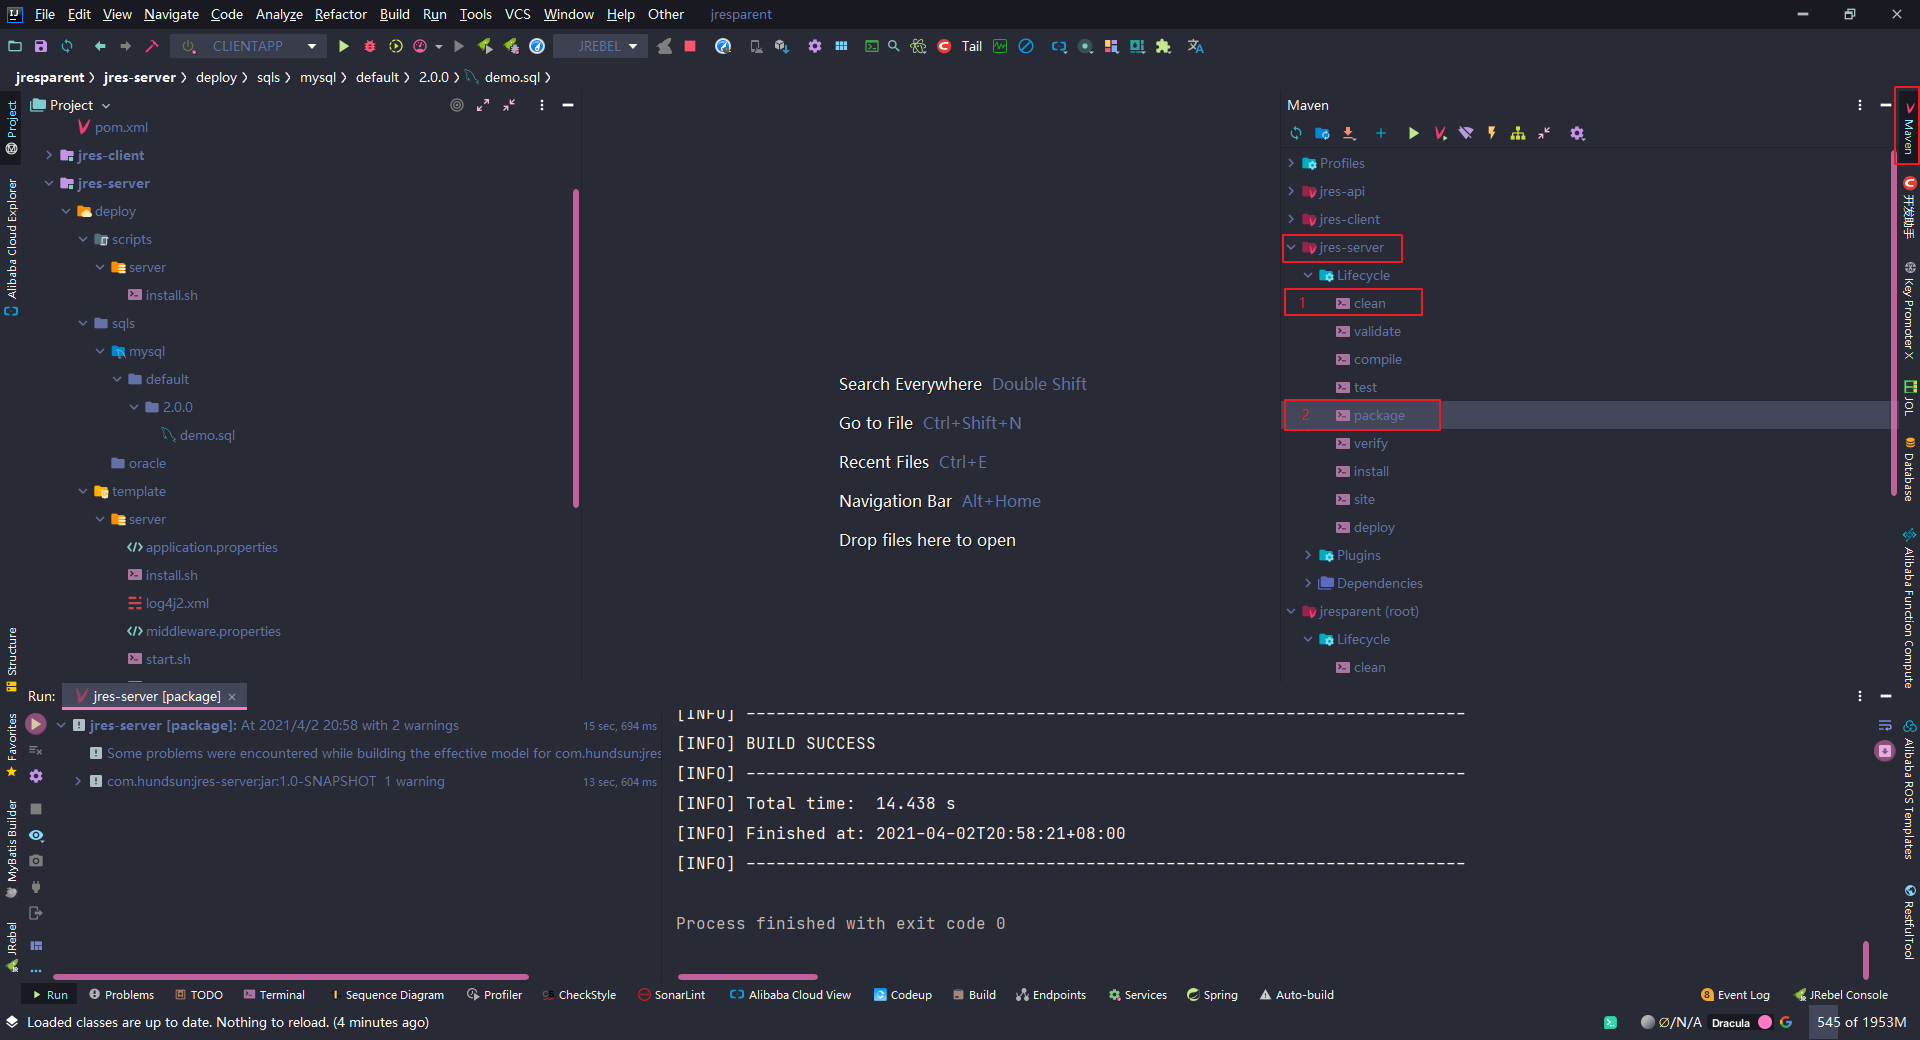 File Edit View Navigate Code Analyze Refactor Build Run Tools VCS Window Help Other jresparent
CLIENTAPP JREBEL Tail
jresparent jres-server deploy sqls mysql default 2.0.0 demo.sql
Project
pom.xml
jres-client
jres-server
deploy
scripts
server
install.sh
sqls
mysql
default
2.0.0
demo.sql
oracle
template
server
application.properties
install.sh
log4j2.xml
middleware.properties
start.sh
Search Everywhere Double Shift
Go to File Ctrl+Shift+N
Recent Files Ctrl+E
Navigation Bar Alt+Home
Drop files here to open
Maven
Profiles
jres-api
jres-client
jres-server
Lifecycle
1 clean
validate
compile
test
2 package
verify
install
site
deploy
Plugins
Dependencies
jresparent (root)
Lifecycle
clean
Project
Alibaba Cloud Explorer
Structure
Favorites
MyBatis Builder
JRebel
Maven
开发助手
Key Promoter X
JOL
Database
Alibaba Function Compute
Alibaba ROS Templates
RestfulTool
Run: jres-server [package]
jres-server [package]: At 2021/4/2 20:58 with 2 warnings 15 sec, 694 ms
Some problems were encountered while building the effective model for com.hundsun:jres
com.hundsun:jres-server:jar:1.0-SNAPSHOT 1 warning 13 sec, 604 ms
[INFO] ------------------------------------------------------------------------
[INFO] BUILD SUCCESS
[INFO] ------------------------------------------------------------------------
[INFO] Total time: 14.438 s
[INFO] Finished at: 2021-04-02T20:58:21+08:00
[INFO] ------------------------------------------------------------------------
Process finished with exit code 0
Run Problems TODO Terminal Sequence Diagram Profiler CheckStyle SonarLint Alibaba Cloud View Codeup Build Endpoints Services Spring Auto-build 8 Event Log JRebel Console
Loaded classes are up to date. Nothing to reload. (4 minutes ago) Ø/N/A Dracula 545 of 1953M